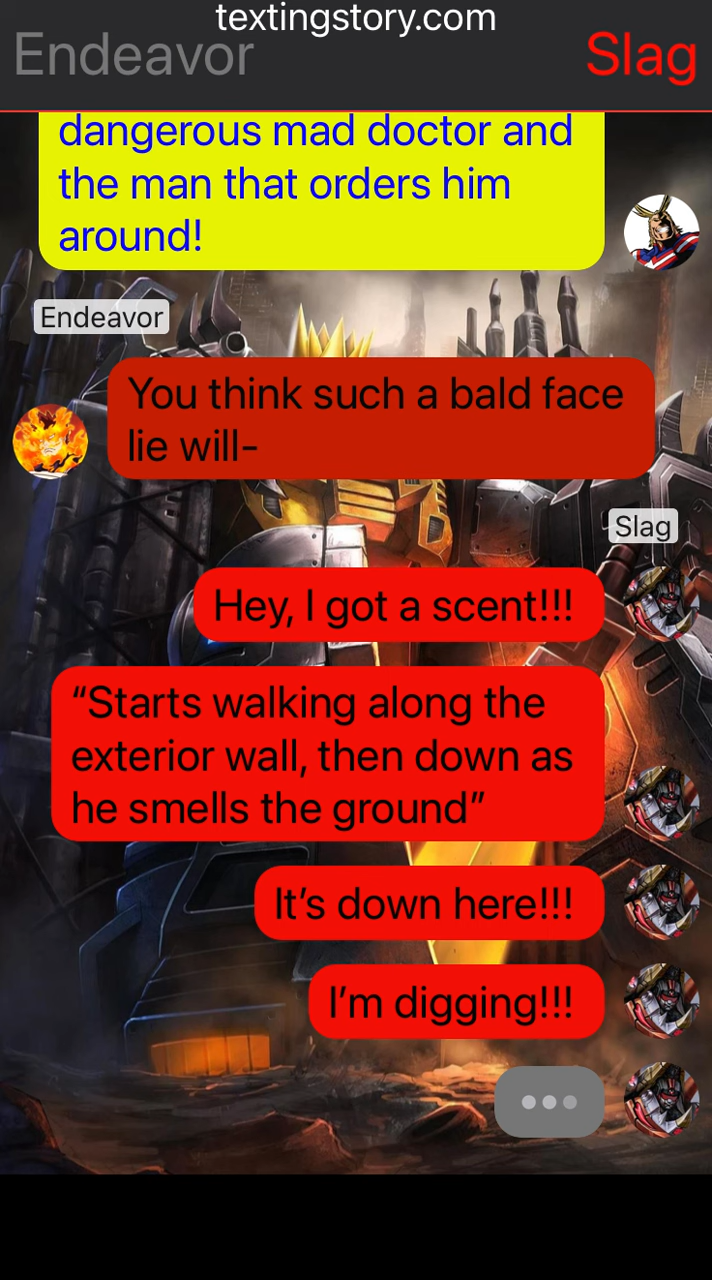 textingstory.com
Endeavor
Slag
dangerous mad doctor and
the man that orders him
around!
Endeavor
You think such a bald face
lie will-
Slag
Hey, I got a scent!!!
“Starts walking along the
exterior wall, then down as
he smells the ground”
It’s down here!!!
I’m digging!!!